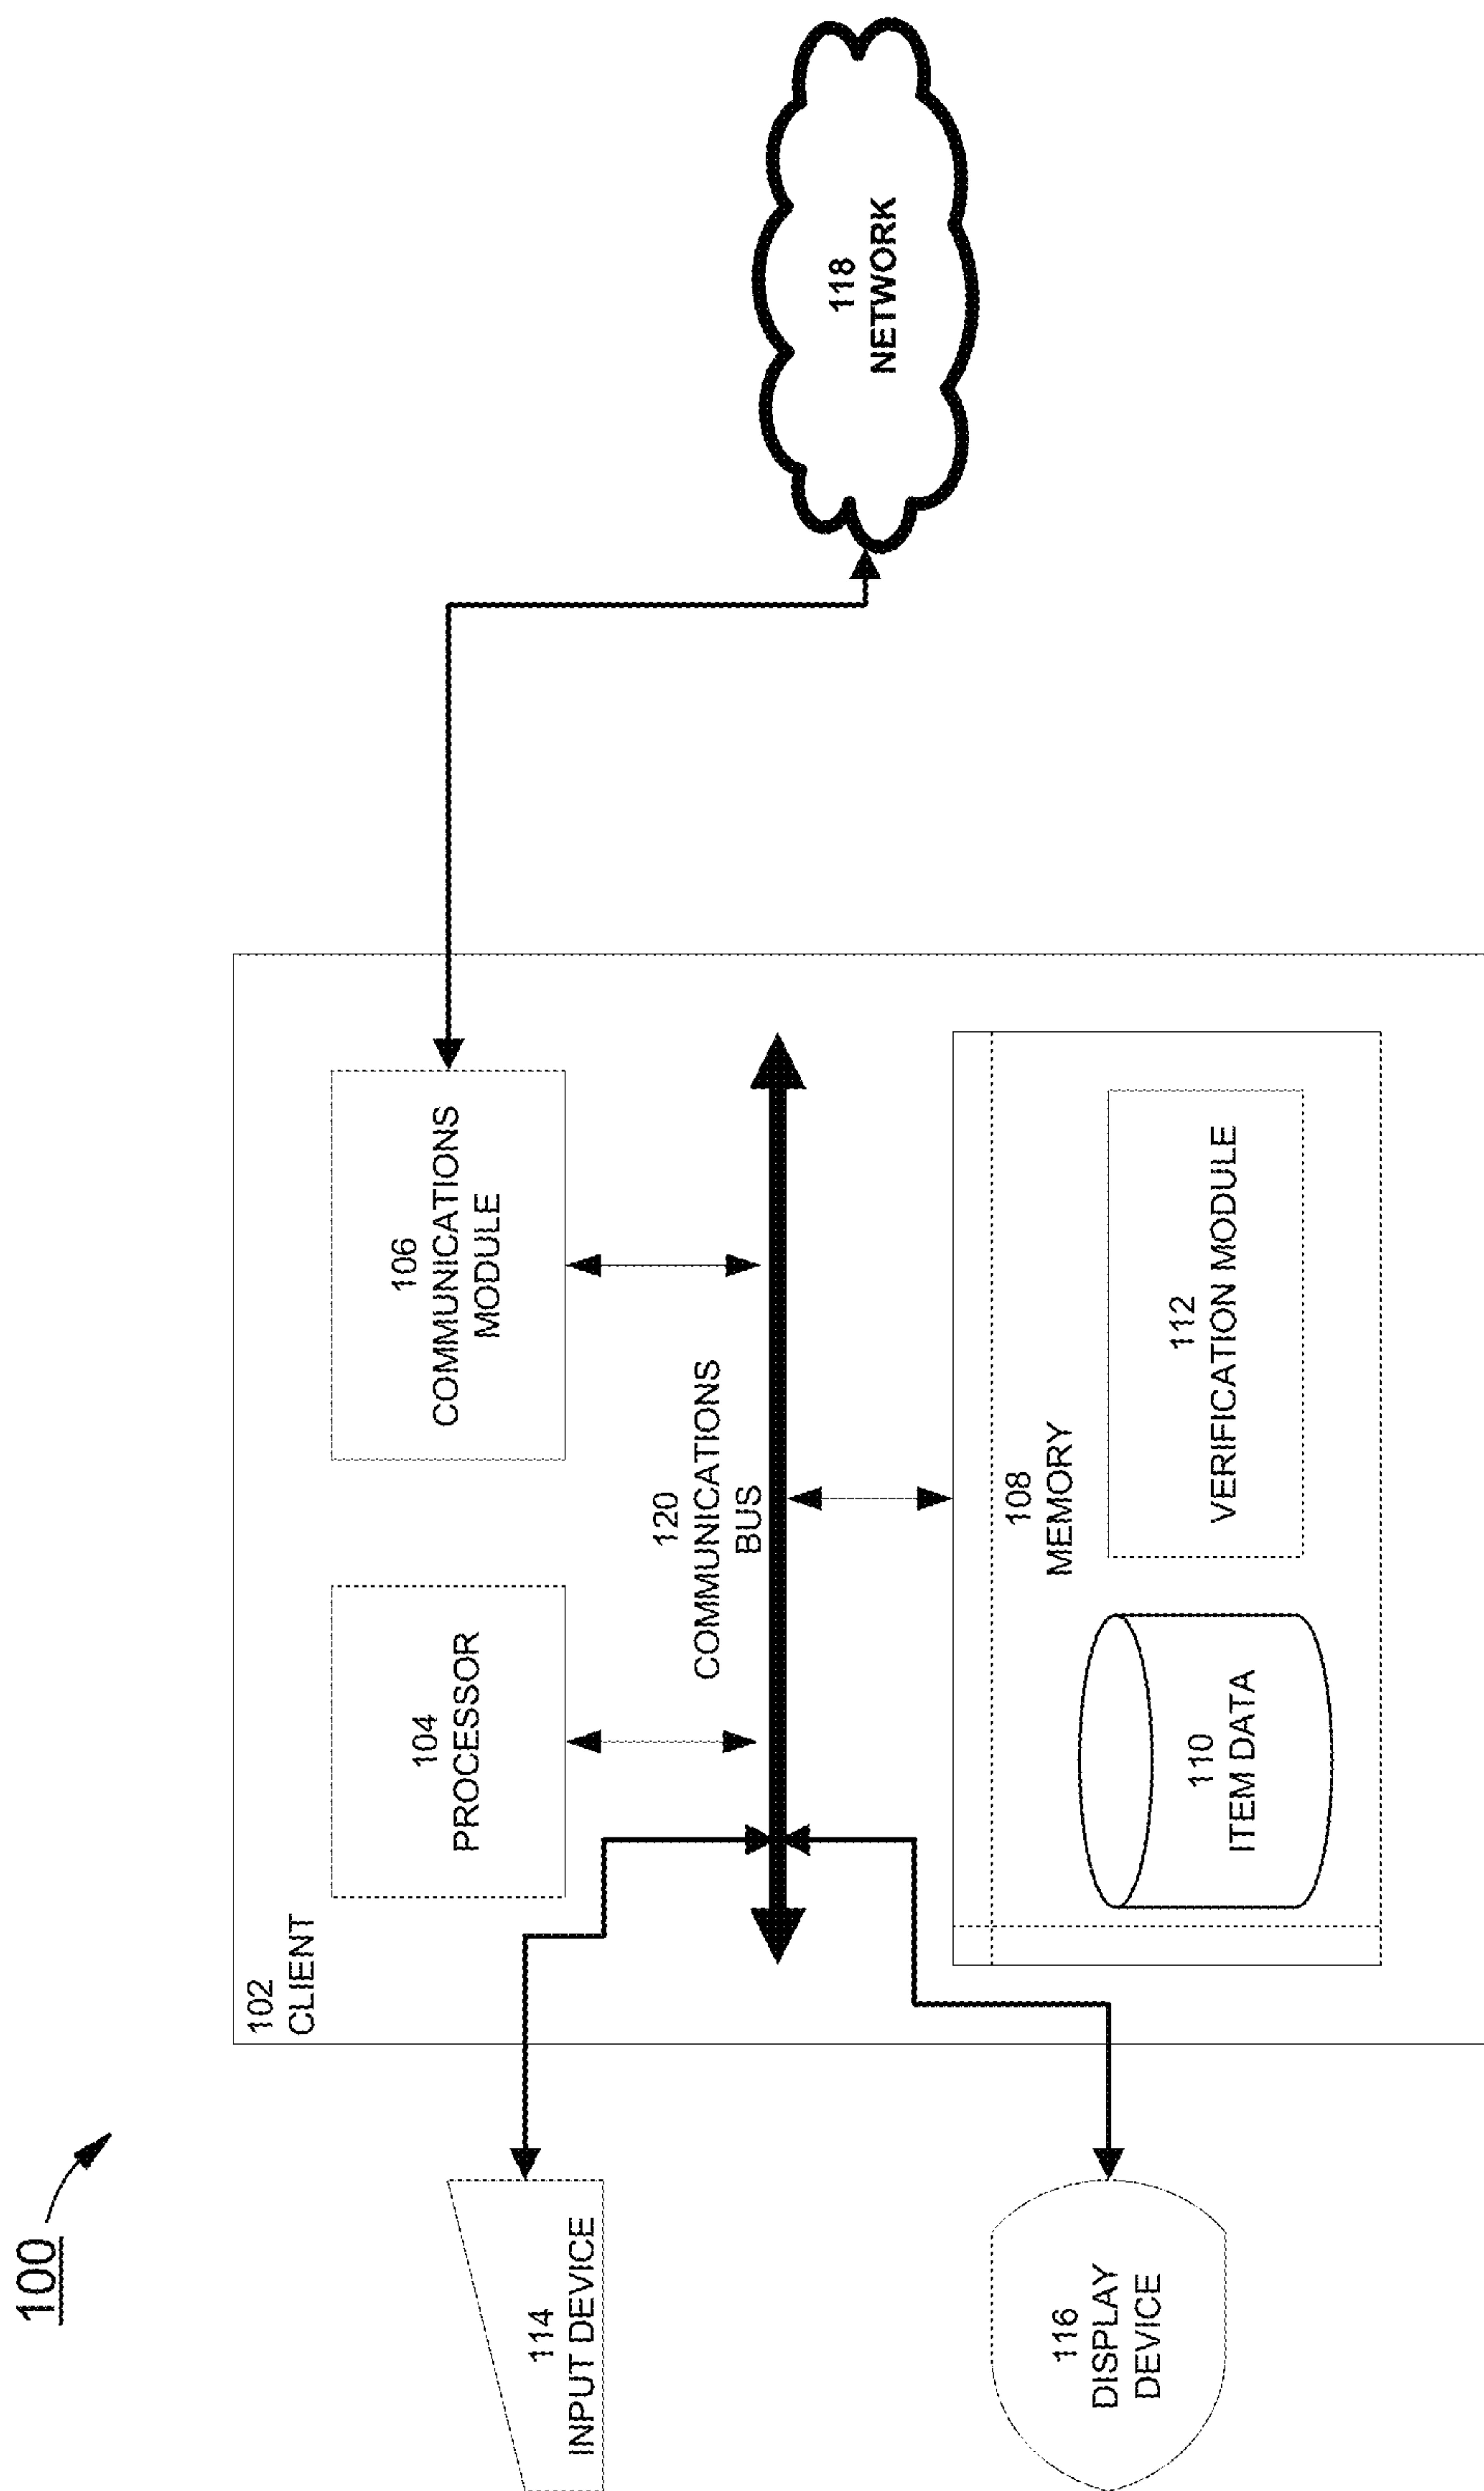 100
102
CLIENT
104
PROCESSOR
106
COMMUNICATIONS
MODULE
114
INPUT DEVICE
120
COMMUNICATIONS
BUS
118
NETWORK
116
DISPLAY
DEVICE
108
MEMORY
110
ITEM DATA
112
VERIFICATION MODULE